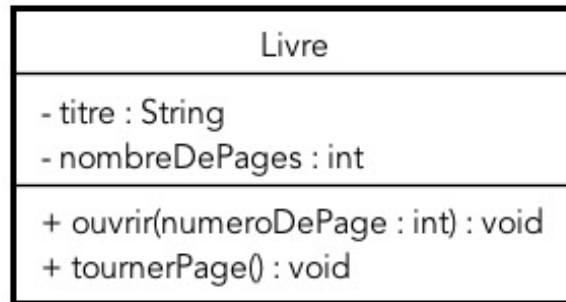 Livre
- titre : String
- nombreDePages : int
+ ouvrir(numeroDePage : int) : void
+ tournerPage() : void